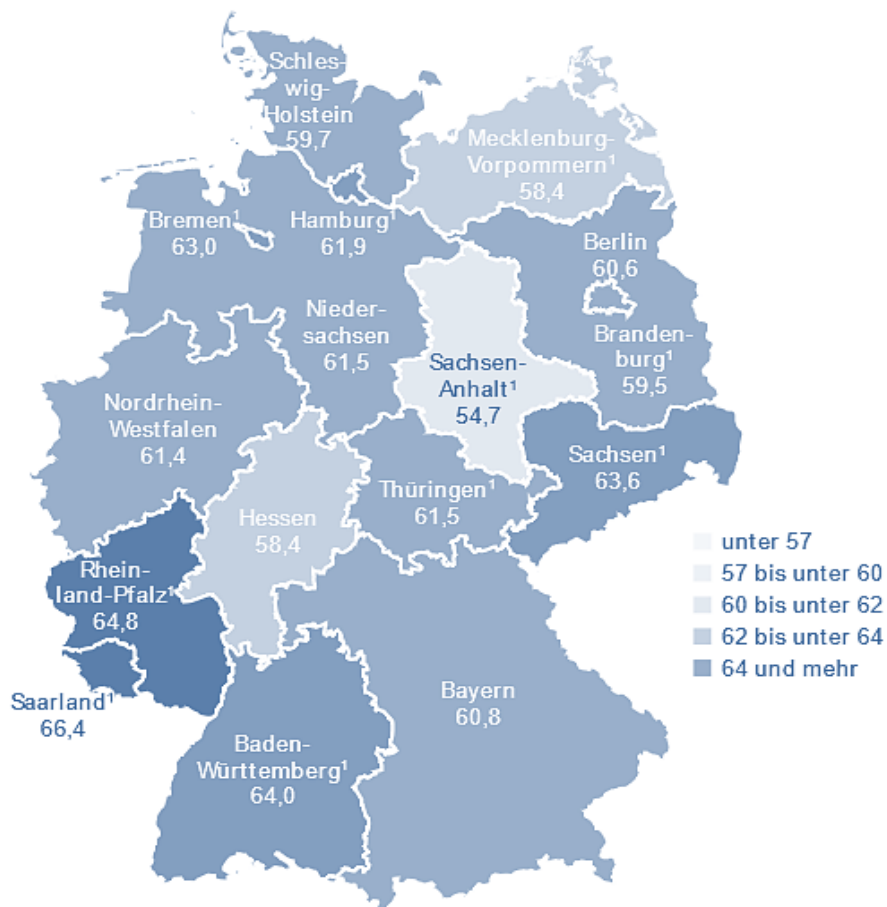 Schles-
wig-
Holstein
59,7
Mecklenburg-
Vorpommern¹
58,4
Bremen¹
63,0
Hamburg¹
61,9
Berlin
60,6
Nieder-
sachsen
61,5
Branden-
burg¹
59,5
Sachsen-
Anhalt¹
54,7
Nordrhein-
Westfalen
61,4
Sachsen¹
63,6
Thüringen¹
61,5
Hessen
58,4
Rhein-
land-Pfalz¹
64,8
Saarland¹
66,4
Bayern
60,8
Baden-
Württemberg¹
64,0
unter 57
57 bis unter 60
60 bis unter 62
62 bis unter 64
64 und mehr